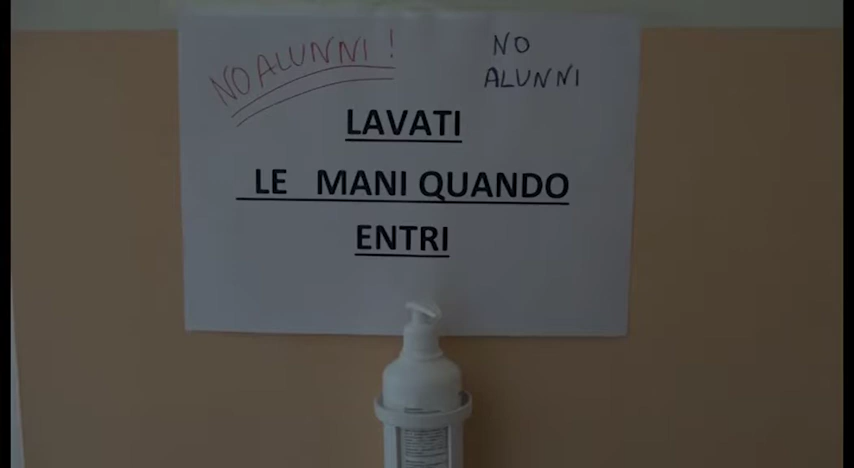 NO ALUNNI !
NO
ALUNNI
LAVATI
LE MANI QUANDO
ENTRI